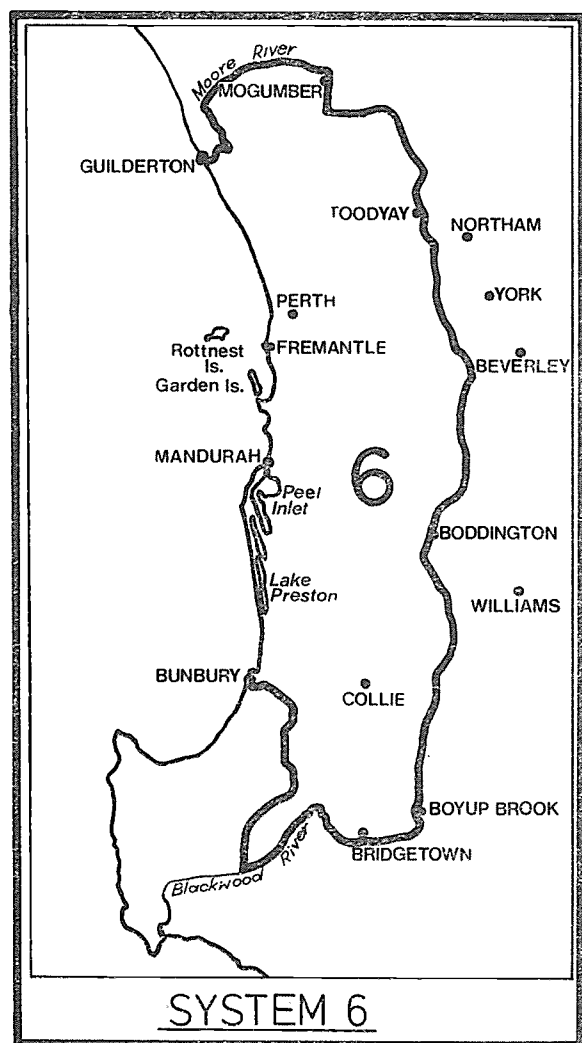 Moore River
MOGUMBER
GUILDERTON
TOODYAY
NORTHAM
YORK
PERTH
Rottnest
Is.
FREMANTLE
BEVERLEY
Garden Is.
MANDURAH
6
Peel
Inlet
BODDINGTON
Lake
Preston
WILLIAMS
BUNBURY
COLLIE
BOYUP BROOK
BRIDGETOWN
Blackwood River
SYSTEM 6